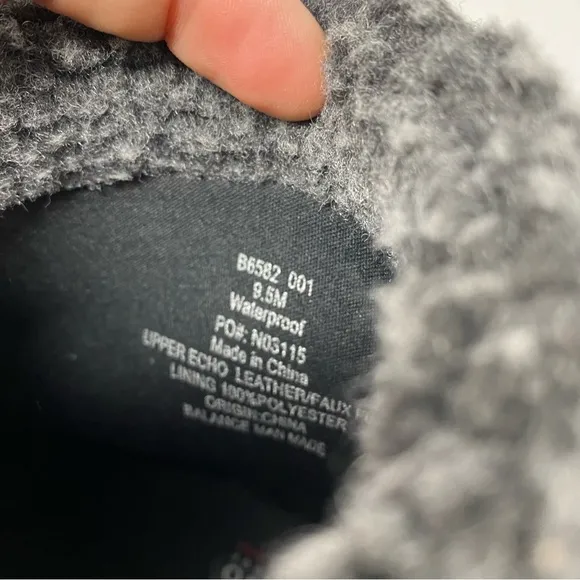 B6582 001
9.5M
Waterproof
PO#: N03115
Made in China
UPPER ECHO LEATHER/FAUX
LINING 100%POLYESTER
ORIGIN:CHINA
BALANCE MAN MADE